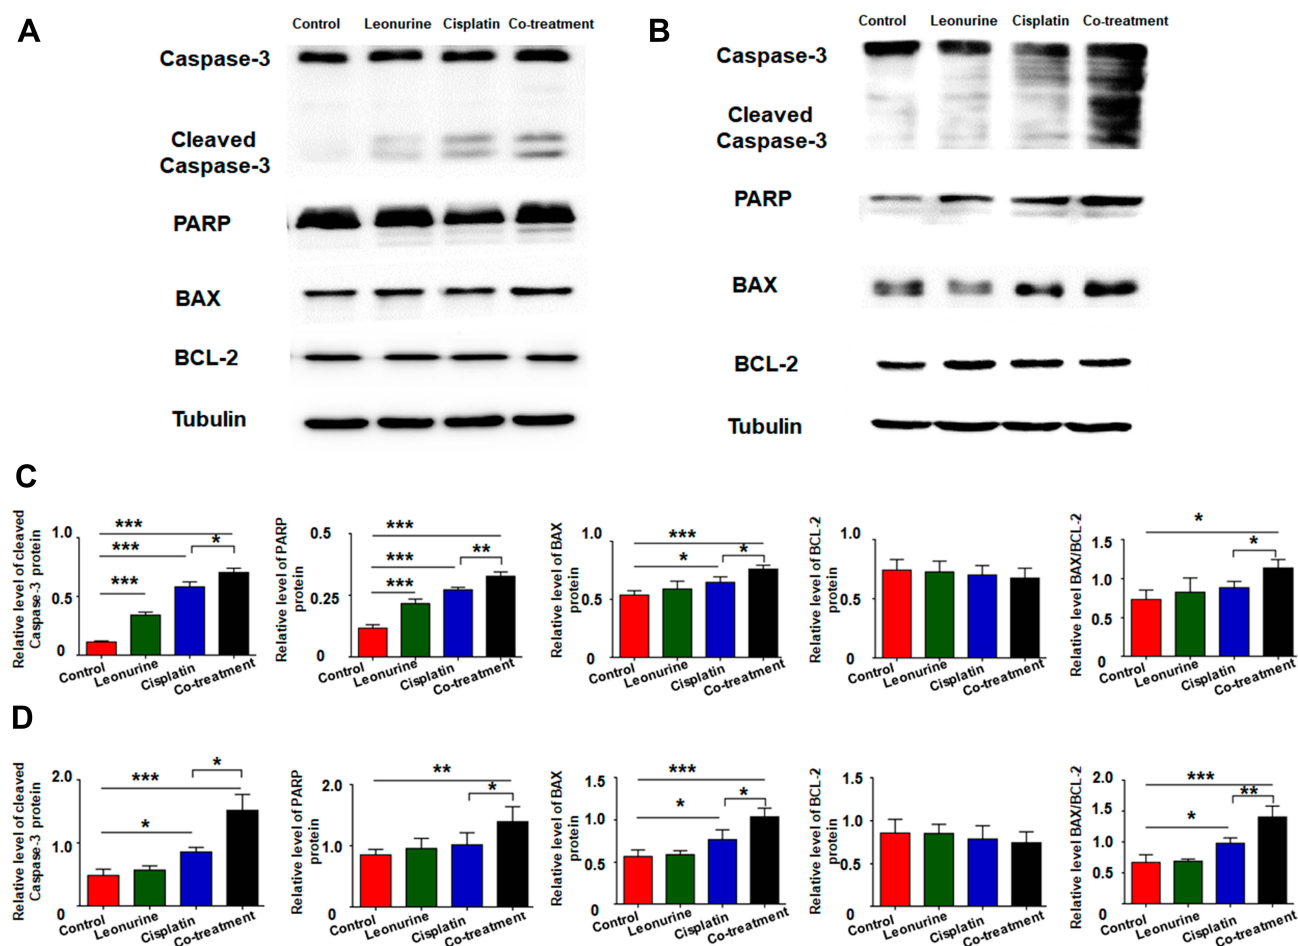 A
Control Leonurine Cisplatin Co-treatment
Caspase-3
Cleaved
Caspase-3
PARP
BAX
BCL-2
Tubulin
B
Control Leonurine Cisplatin Co-treatment
Caspase-3
Cleaved
Caspase-3
PARP
BAX
BCL-2
Tubulin
C
Relative level of cleaved
Caspase-3 protein
1.0
0.5
0
***
***
***
*
Control
Leonurine
Cisplatin
Co-treatment
Relative level of PARP
protein
0.5
0.25
0
***
***
***
**
Control
Leonurine
Cisplatin
Co-treatment
Relative level of BAX
protein
1.0
0.5
0
***
*
*
Control
Leonurine
Cisplatin
Co-treatment
Relative level of BCL-2
protein
1.0
0.5
0
Control
Leonurine
Cisplatin
Co-treatment
Relative level BAX/BCL-2
1.5
1.0
0.5
0
*
*
Control
Leonurine
Cisplatin
Co-treatment
D
Relative level of cleaved
Caspase-3 protein
2.0
1.0
0
***
*
*
Control
Leonurine
Cisplatin
Co-treatment
Relative level of PARP
protein
2.0
1.0
0
**
*
Control
Leonurine
Cisplatin
Co-treatment
Relative level of BAX
protein
1.5
1.0
0.5
0
***
*
*
Control
Leonurine
Cisplatin
Co-treatment
Relative level of BCL-2
protein
1.5
1.0
0.5
0
Control
Leonurine
Cisplatin
Co-treatment
Relative level BAX/BCL-2
2.0
1.5
1.0
0.5
0
***
**
*
Control
Leonurine
Cisplatin
Co-treatment